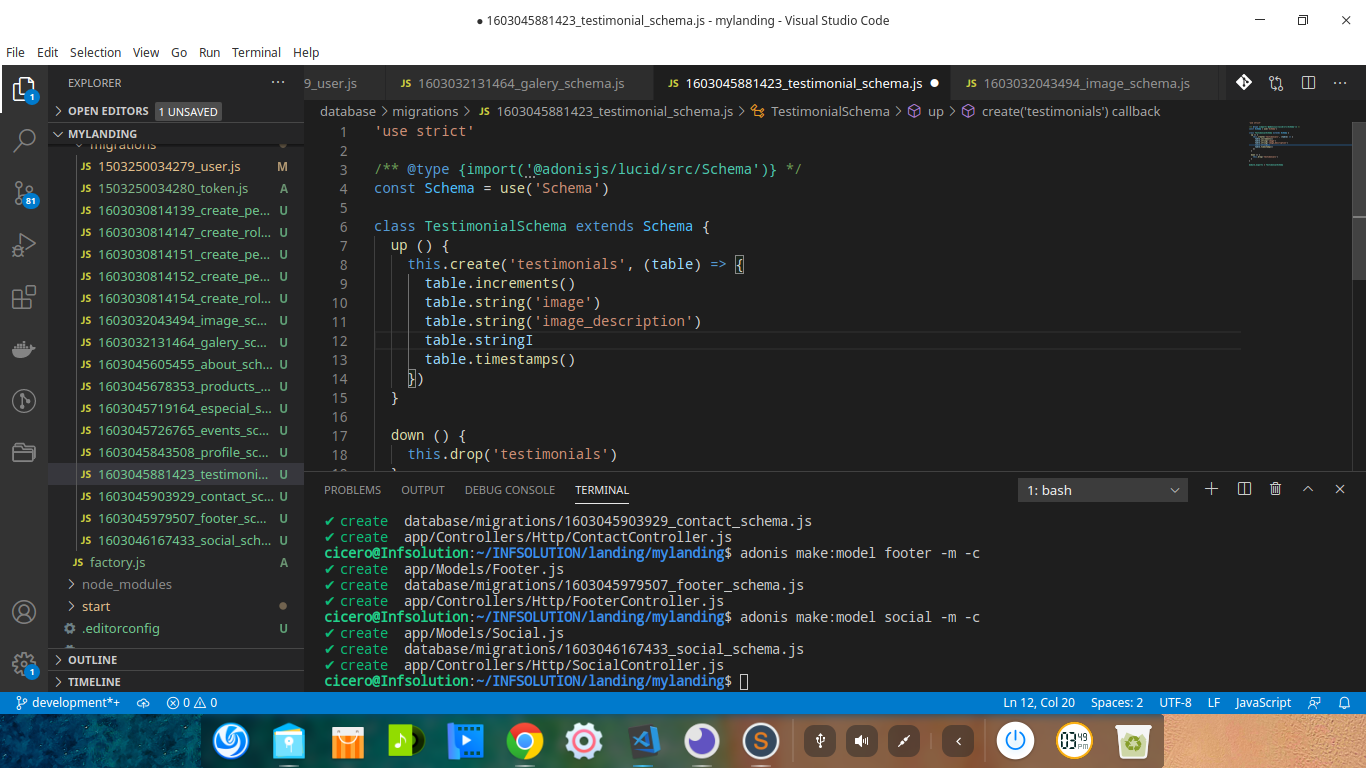 ● 1603045881423_testimonial_schema.js - mylanding - Visual Studio Code
File Edit Selection View Go Run Terminal Help
EXPLORER
9_user.js
JS 1603032131464_galery_schema.js
JS 1603045881423_testimonial_schema.js
JS 1603032043494_image_schema.js
OPEN EDITORS 1 UNSAVED
MYLANDING
migrations
JS 1503250034279_user.js M
JS 1503250034280_token.js A
JS 1603030814139_create_pe... U
JS 1603030814147_create_rol... U
JS 1603030814151_create_pe... U
JS 1603030814152_create_pe... U
JS 1603030814154_create_rol... U
JS 1603032043494_image_sc... U
JS 1603032131464_galery_sc... U
JS 1603045605455_about_sch... U
JS 1603045678353_products_... U
JS 1603045719164_especial_s... U
JS 1603045726765_events_sc... U
JS 1603045843508_profile_sc... U
JS 1603045881423_testimoni... U
JS 1603045903929_contact_sc... U
JS 1603045979507_footer_sc... U
JS 1603046167433_social_sch... U
JS factory.js A
node_modules
start
.editorconfig U
OUTLINE
TIMELINE
1
81
1
database > migrations > JS 1603045881423_testimonial_schema.js > TestimonialSchema > up > create('testimonials') callback
1 'use strict'
2
3 /** @type {import('@adonisjs/lucid/src/Schema')} */
4 const Schema = use('Schema')
5
6 class TestimonialSchema extends Schema {
7 up () {
8 this.create('testimonials', (table) => {
9 table.increments()
10 table.string('image')
11 table.string('image_description')
12 table.string
13 table.timestamps()
14 })
15 }
16
17 down () {
18 this.drop('testimonials')
PROBLEMS OUTPUT DEBUG CONSOLE TERMINAL
1: bash
✔ create database/migrations/1603045903929_contact_schema.js
✔ create app/Controllers/Http/ContactController.js
cicero@Infsolution:~/INFSOLUTION/landing/mylanding$ adonis make:model footer -m -c
✔ create app/Models/Footer.js
✔ create database/migrations/1603045979507_footer_schema.js
✔ create app/Controllers/Http/FooterController.js
cicero@Infsolution:~/INFSOLUTION/landing/mylanding$ adonis make:model social -m -c
✔ create app/Models/Social.js
✔ create database/migrations/1603046167433_social_schema.js
✔ create app/Controllers/Http/SocialController.js
cicero@Infsolution:~/INFSOLUTION/landing/mylanding$
development*+ 0 0
Ln 12, Col 20 Spaces: 2 UTF-8 LF JavaScript
03 49 PM